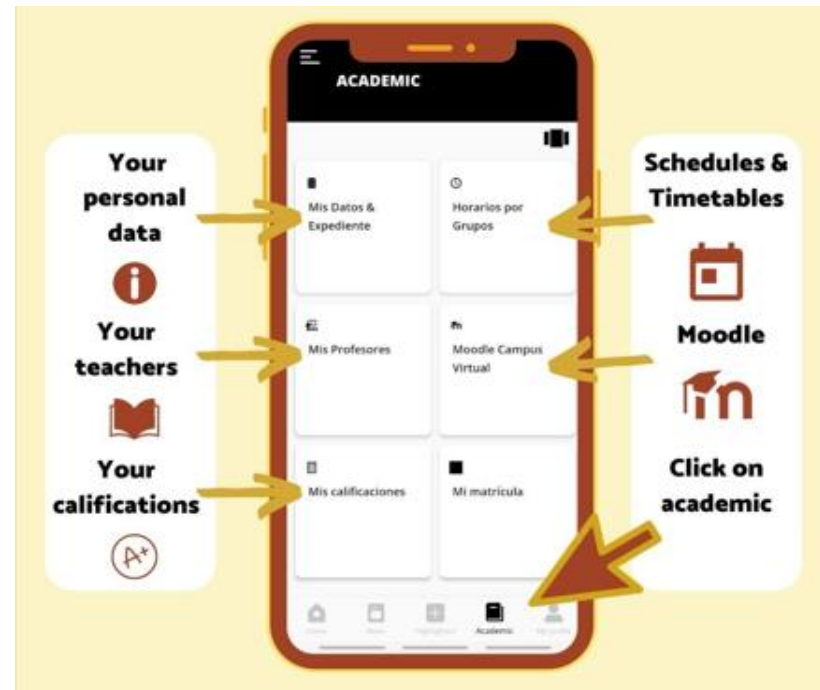 ACADEMIC
Your
personal
data
Your
teachers
Your
califications
A+
Mis Datos &
Expediente
Horarios por
Grupos
Mis Profesores
Moodle Campus
Virtual
Mis calificaciones
Mi matrícula
Home
News
Academic
Schedules &
Timetables
Moodle
m
Click on
academic